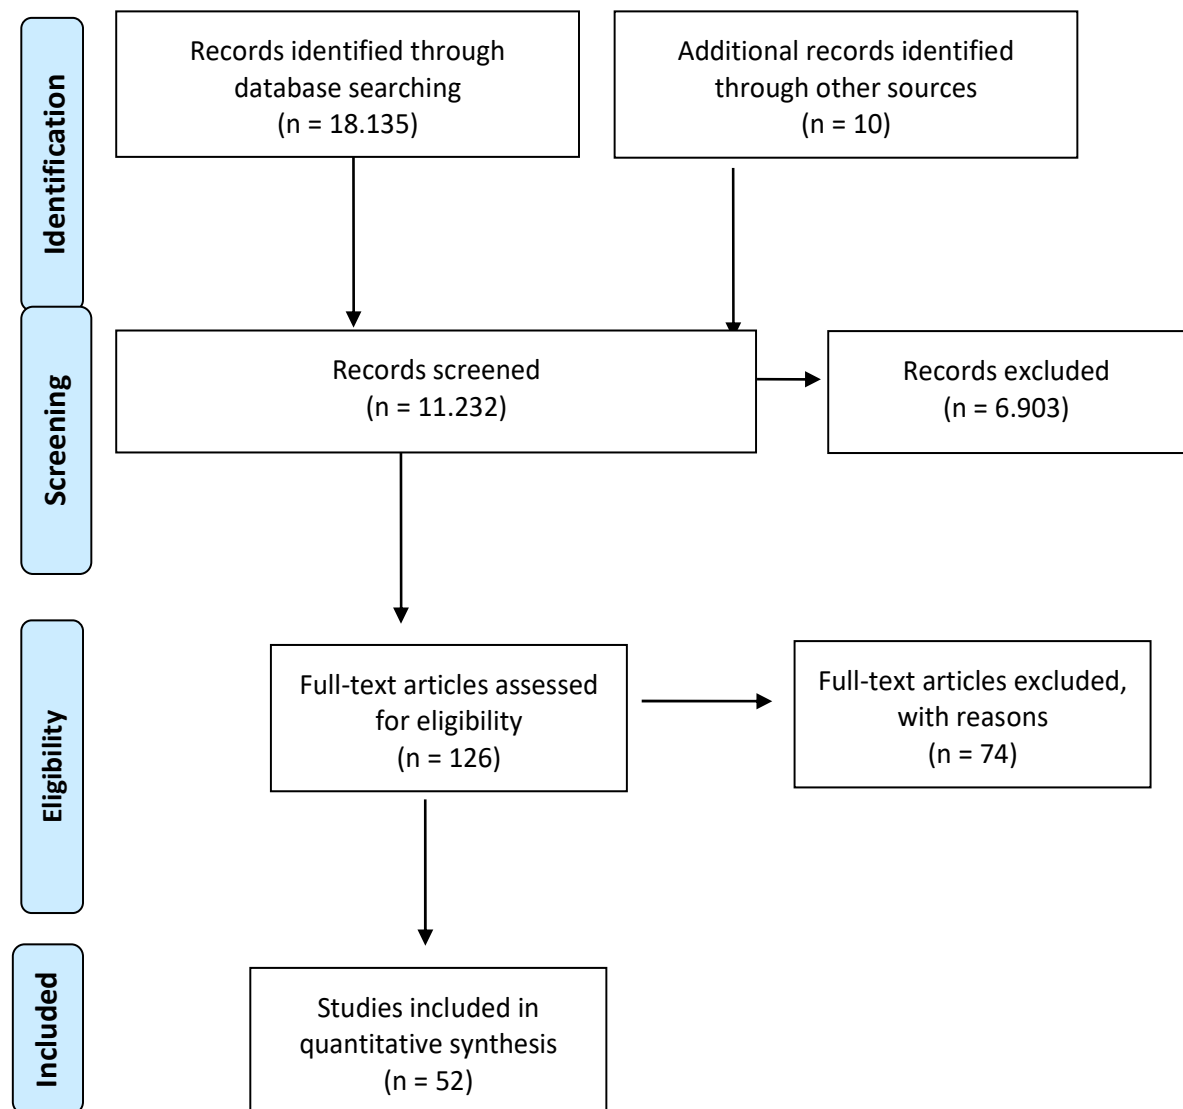 Identification
Records identified through
database searching
(n = 18.135)
Additional records identified
through other sources
(n = 10)
Screening
Records screened
(n = 11.232)
Records excluded
(n = 6.903)
Eligibility
Full-text articles assessed
for eligibility
(n = 126)
Full-text articles excluded,
with reasons
(n = 74)
Included
Studies included in
quantitative synthesis
(n = 52)